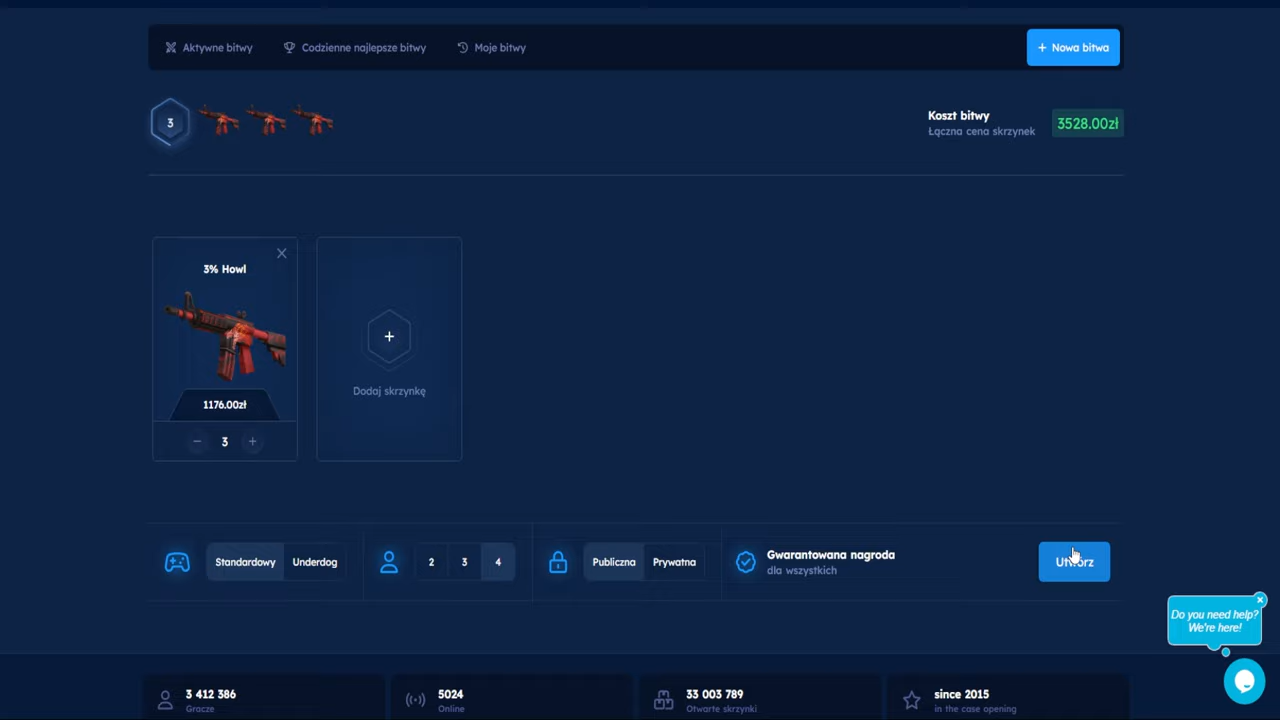 Aktywne bitwy
Codzienne najlepsze bitwy
Moje bitwy
+ Nowa bitwa
3
Koszt bitwy
Łączna cena skrzynek
3528.00zł
3% Howl
1176.00zł
− 3 +
+
Dodaj skrzynkę
Standardowy
Underdog
2 3 4
Publiczna
Prywatna
Gwarantowana nagroda
dla wszystkich
Utwórz
Do you need help?
We're here!
3 412 386
Gracze
5024
Online
33 003 789
Otwarte skrzynki
since 2015
in the case opening